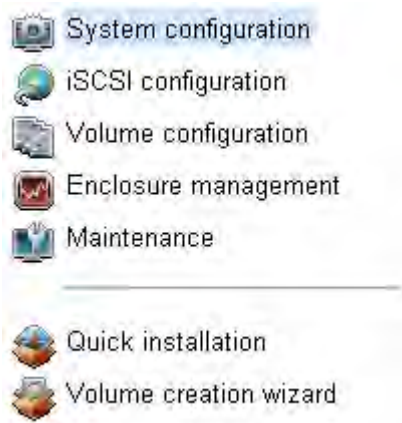 System configuration
iSCSI configuration
Volume configuration
Enclosure management
Maintenance
Quick installation
Volume creation wizard